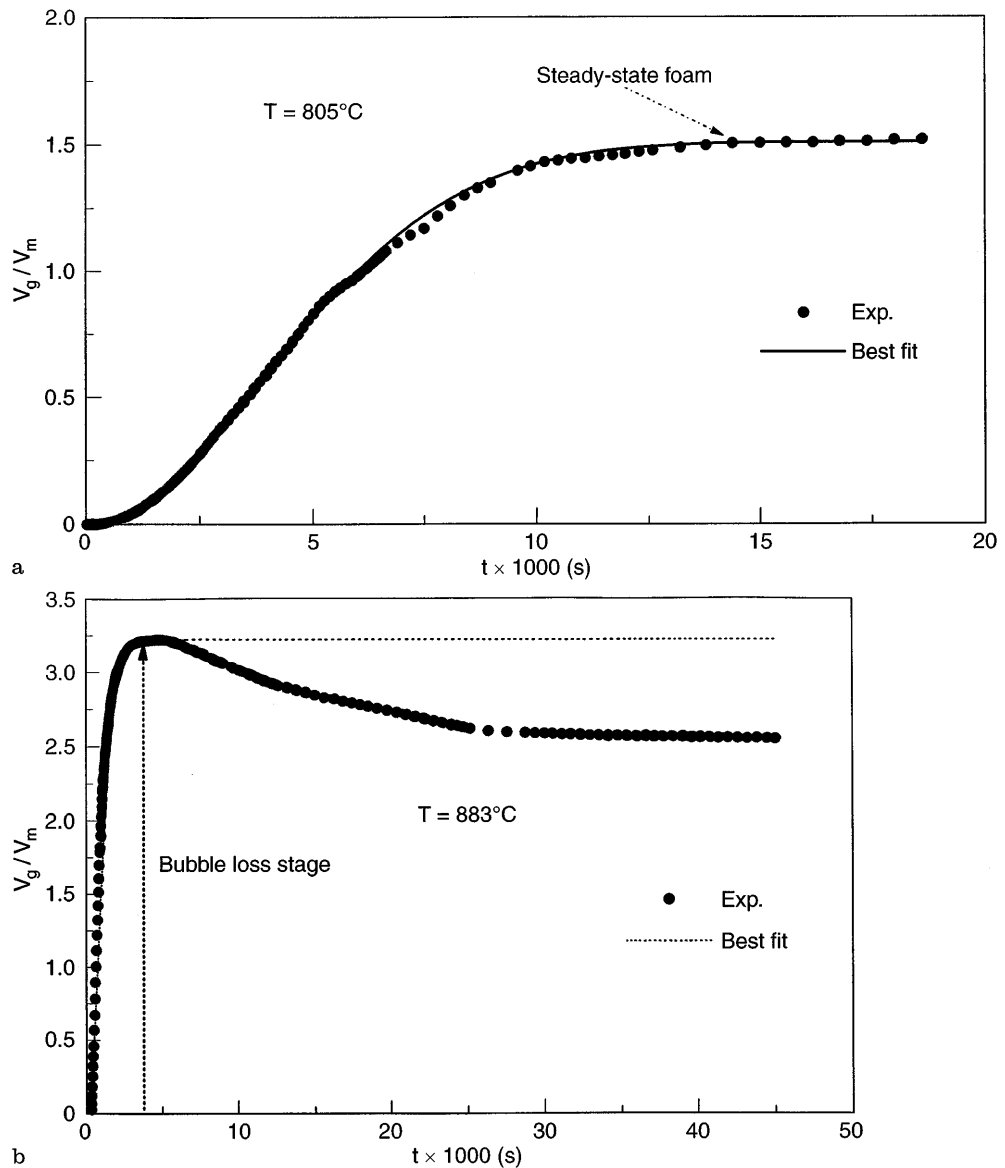 2.0
Steady-state foam
T = 805°C
1.5
V_g / V_m
1.0
Exp.
Best fit
0.5
0
0 5 10 15 20
a
t × 1000 (s)
3.5
3.0
2.5
T = 883°C
2.0
V_g / V_m
Bubble loss stage
1.5
Exp.
Best fit
1.0
0.5
0
0 10 20 30 40 50
b
t × 1000 (s)